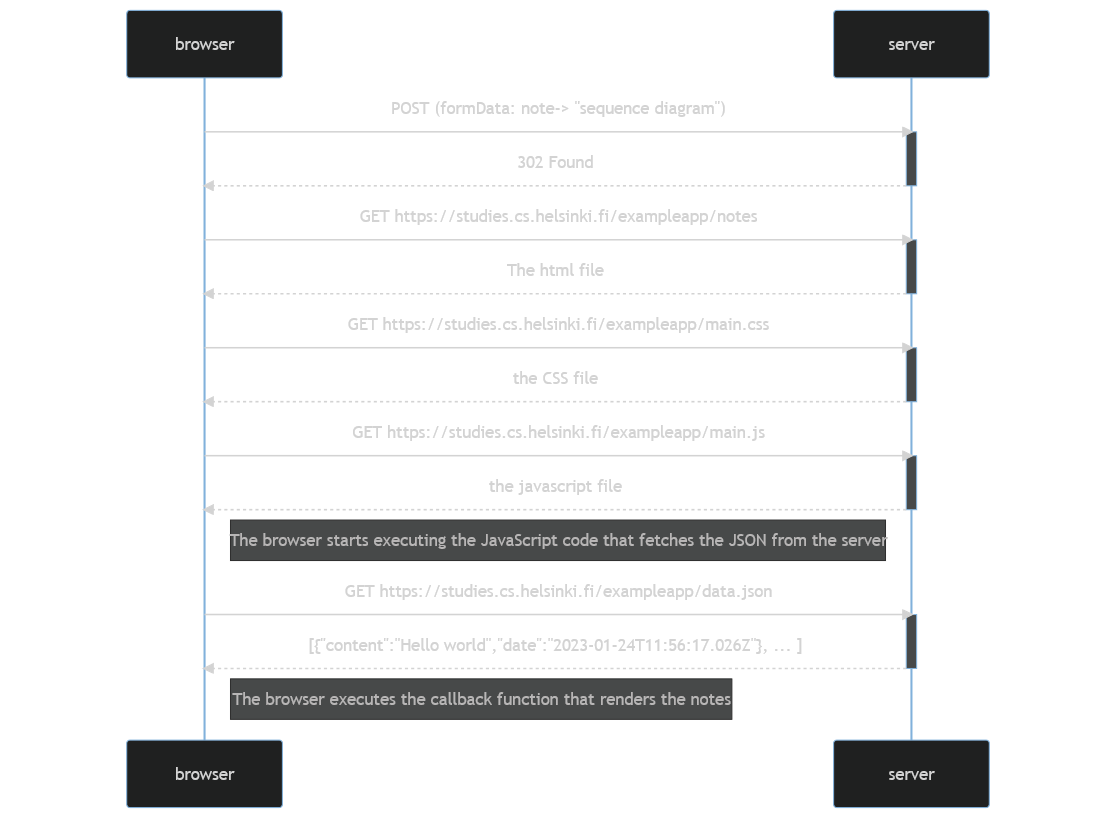 browser
server
POST (formData: note-> "sequence diagram")
302 Found
GET https://studies.cs.helsinki.fi/exampleapp/notes
The html file
GET https://studies.cs.helsinki.fi/exampleapp/main.css
the CSS file
GET https://studies.cs.helsinki.fi/exampleapp/main.js
the javascript file
The browser starts executing the JavaScript code that fetches the JSON from the server
GET https://studies.cs.helsinki.fi/exampleapp/data.json
[{"content":"Hello world","date":"2023-01-24T11:56:17.026Z"}, ... ]
The browser executes the callback function that renders the notes
browser
server